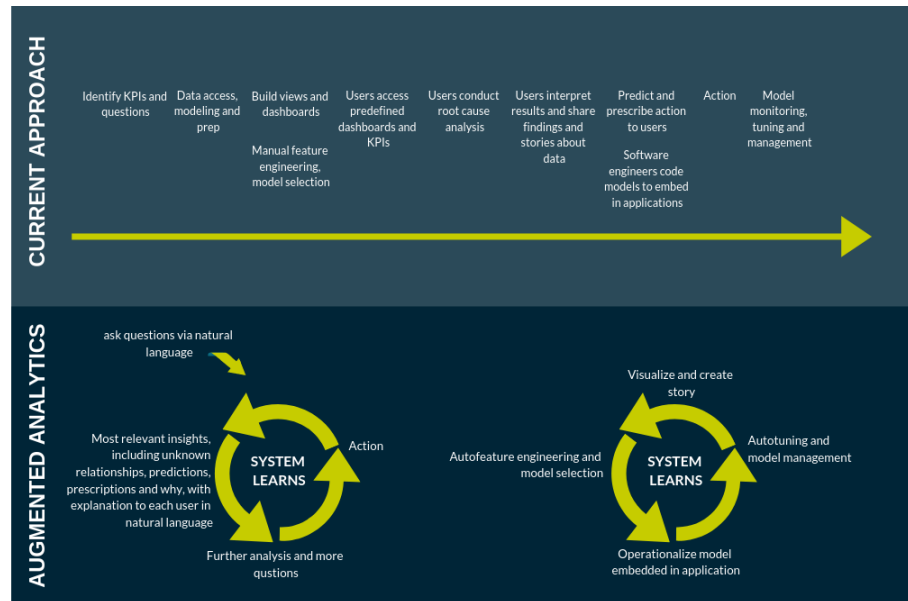 CURRENT APPROACH
Identify KPIs and
questions
Data access,
modeling and
prep
Build views and
dashboards
Manual feature
engineering,
model selection
Users access
predefined
dashboards and
KPIs
Users conduct
root cause
analysis
Users interpret
results and share
findings and
stories about
data
Predict and
prescribe action
to users
Software
engineers code
models to embed
in applications
Action
Model
monitoring,
tuning and
management
AUGMENTED ANALYTICS
ask questions via natural
language
Most relevant insights,
including unknown
relationships, predictions,
prescriptions and why, with
explanation to each user in
natural language
SYSTEM
LEARNS
Action
Further analysis and more
qustions
Visualize and create
story
Autofeature engineering and
model selection
SYSTEM
LEARNS
Autotuning and
model management
Operationalize model
embedded in application